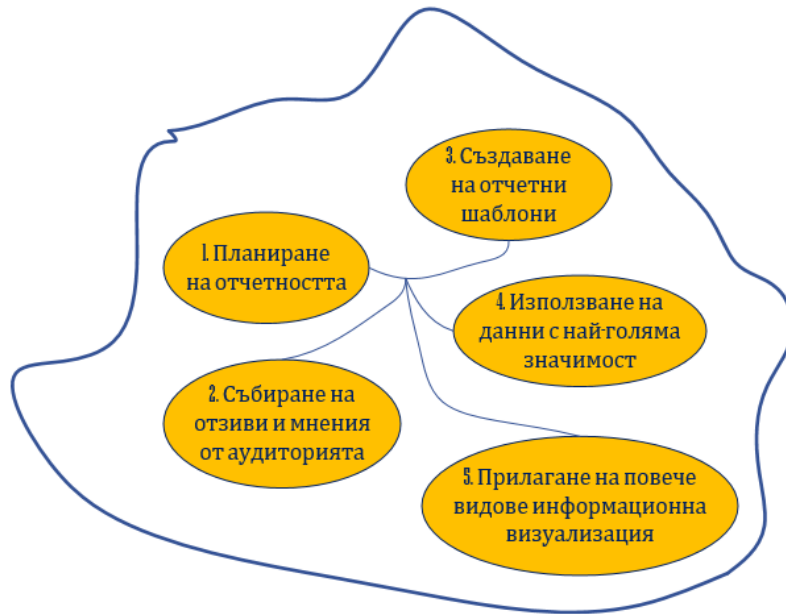 1. Планиране
на отчетността
2. Събиране на
отзиви и мнения
от аудиторията
3. Създаване
на отчетни
шаблони
4. Използване на
данни с най-голяма
значимост
5. Прилагане на повече
видове информационна
визуализация